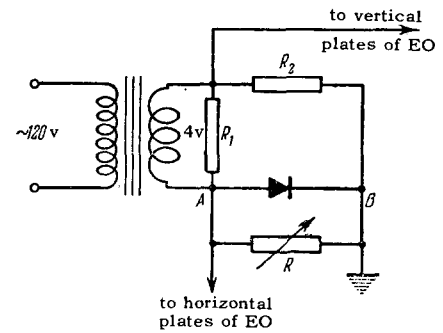 to vertical
plates of EO
R₂
~120 v
4v
R₁
A
B
R
to horizontal
plates of EO